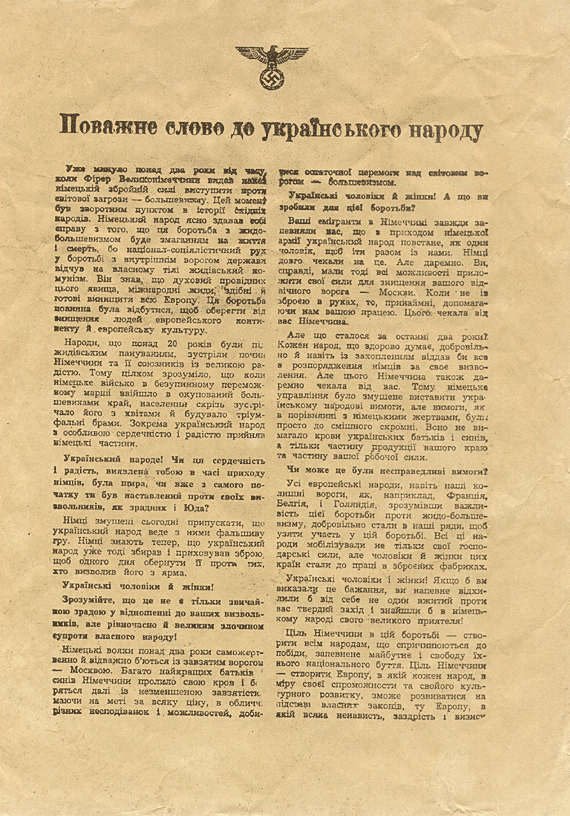 Поважне слово до українського народу
Уже минуло понад два роки від часу,
коли Фірер Великонімеччини видав наказ
німецькій збройній силі виступити проти
світової загрози — большевизму. Цей момент
був зворотним пунктом в історії східніх
народів. Німецький народ ясно здавав собі
справу з того, що ця боротьба з жидо-
большевизмом буде змаганням на життя
і смерть, бо націонал-соціялістичний рух
у боротьбі з внутрішнім ворогом держави
відчув на власному тілі жидівський ко-
мунізм. Він знав, що духовий провідник
цього явища, міжнародні жиди, здібні й
готові винищити всю Европу. Ця боротьба
повинна була відбутися, щоб оберегти від
знищення людей европейського конти-
ненту й европейську культуру.
Народи, що понад 20 років були під
жидівським пануванням, зустріли почин
Німеччини та її союзників із великою ра-
дістю. Тому цілком зрозуміло, що коли
німецьке військо в безупинному перемож-
ному марші ввійшло в окупований боль-
шевиками край, населення скрізь зустрі-
чало його з квітами й будувало тріум-
фальні брами. Зокрема український народ
з особливою сердечністю і радістю прийняв
німецькі частини.
Український народе! Чи ця сердечність
і радість, виявлена тобою в часі приходу
німців, була щира, чи вже з самого по-
чатку ти був наставлений проти своїх виз-
вольників, як зрадник і Юда?
Німці змушені сьогодні припускати, що
український народ веде з ними фальшиву
гру. Німці знають тепер, що український
народ уже тоді збирав і приховував зброю,
щоб одного дня обернути її проти тих,
хто визволив його з ярма.
Українські чоловіки й жінки!
Зрозумійте, що це не є тільки звичай-
ною зрадою у відношенні до ваших визволь-
ників, але рівночасно й великим злочином
супроти власного народу!
Німецькі вояки понад два роки саможерт-
венно й відважно б'ються із завзятим ворогом
— Москвою. Багато найкращих батьків і
синів Німеччини пролило свою кров і б
ряться далі із незменшеною завзятістю,
маючи на меті за всяку ціну, в обличчі
різних несподіванок і можливостей, доби-
тися остаточної перемоги над світовим во-
рогом — большевизмом.
Українські чоловіки й жінки! А що ви
зробили для цієї боротьби?
Ваші емігранти в Німеччині завжди за-
певняли нас, що з приходом німецької
армії український народ повстане, як один
чоловік, щоб іти разом із нами. Німці
довго чекали на це. Але даремно. Ви,
справді, мали тоді всі можливості прило-
жити свої сили для знищення вашого від-
вічного ворога — Москви. Коли не із
зброєю в руках, то, принаймні, допомага-
ючи нам вашою працею. Цього чекала від
вас Німеччина.
Але що сталося за останні два роки?
Кожен народ, що здорово думає, добровіль-
но й навіть із захопленням віддав би все
в розпорядження німців за своє визво-
лення. Але цього Німеччина також да-
ремно чекала від вас. Тому німецьке
управління було змушене виставити укра-
їнському народові вимоги, але вимоги, як
в порівнянні з німецькими жертвами, були
просто до смішного скромні. Воно не ви-
магало крови українських батьків і синів,
а тільки частину продукції вашого краю
та частину вашої робочої сили.
Чи може це були несправедливі вимоги?
Усі европейські народи, навіть наші ко-
лишні вороги, як, наприклад, Франція,
Бельгія, і Голяндія, зрозумівши важли-
вість цієї боротьби проти жидо-больше-
визму, добровільно стали в наші ряди, щоб
узяти участь у цій боротьбі. Всі ці на-
роди мобілізували не тільки свої госпо-
дарські сили, але чоловіки й жінки цих
країн стали до праці в зброєнних фабриках.
Українські чоловіки і жінки! Якщо б ви
виказали це бажання, ви напевне відхи-
лили б від себе не один вжитий проти
вас твердий захід і знайшли б в німець-
кому народі свого великого приятеля!
Ціль Німеччини в цій боротьбі — ство-
рити всім народам, що спричинюються до
побіди, запевнене майбутнє і свободу їх-
нього національного буття. Ціль Німеччини
— створити Европу, в якій кожен народ, в
міру своєї спроможности та свойого куль-
турного розвитку, зможе розвиватися на
підставі власних законів, ту Европу, в
якій всяка ненависть, заздрість і визиск